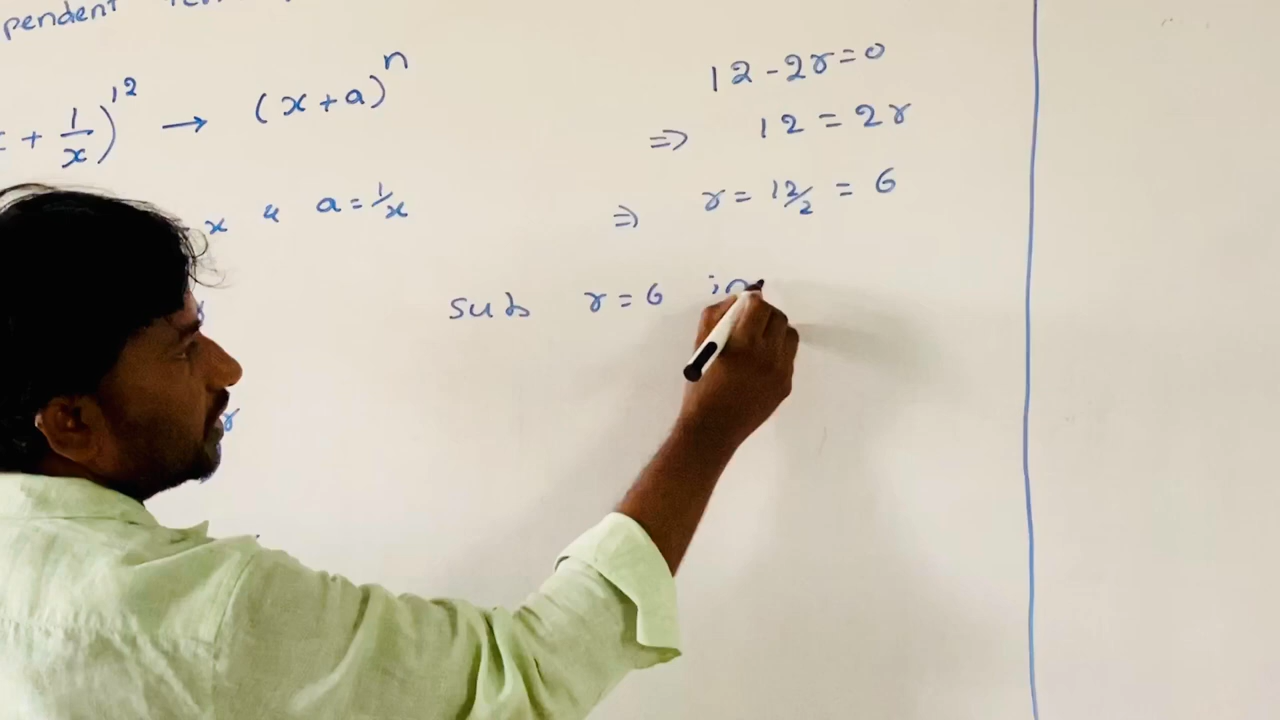 pendent
+ 1/x)^12 → (x+a)^n
x & a=1/x
r
r
12-2r=0
=> 12=2r
=> r=12/2=6
sub r=6 in